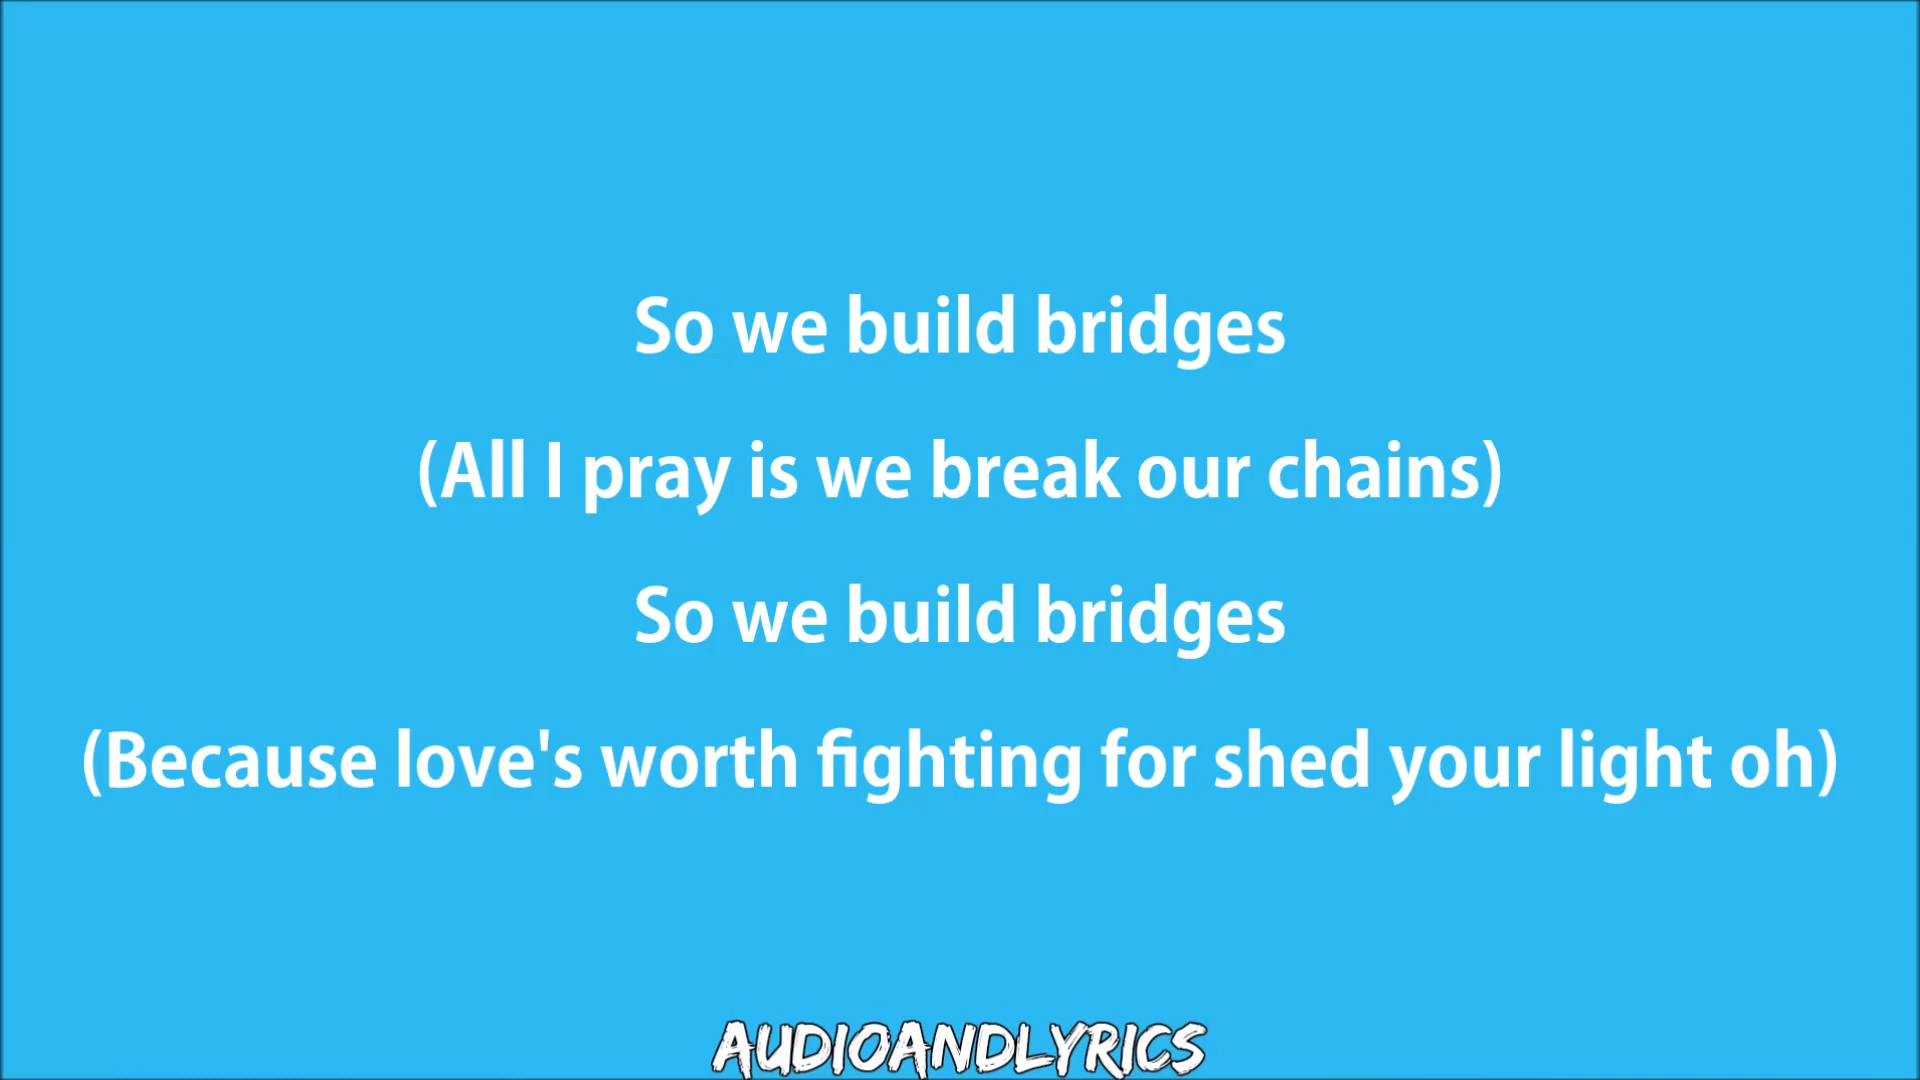 So we build bridges
(All I pray is we break our chains)
So we build bridges
(Because love's worth fighting for shed your light oh)
AUDIOANDLYRICS